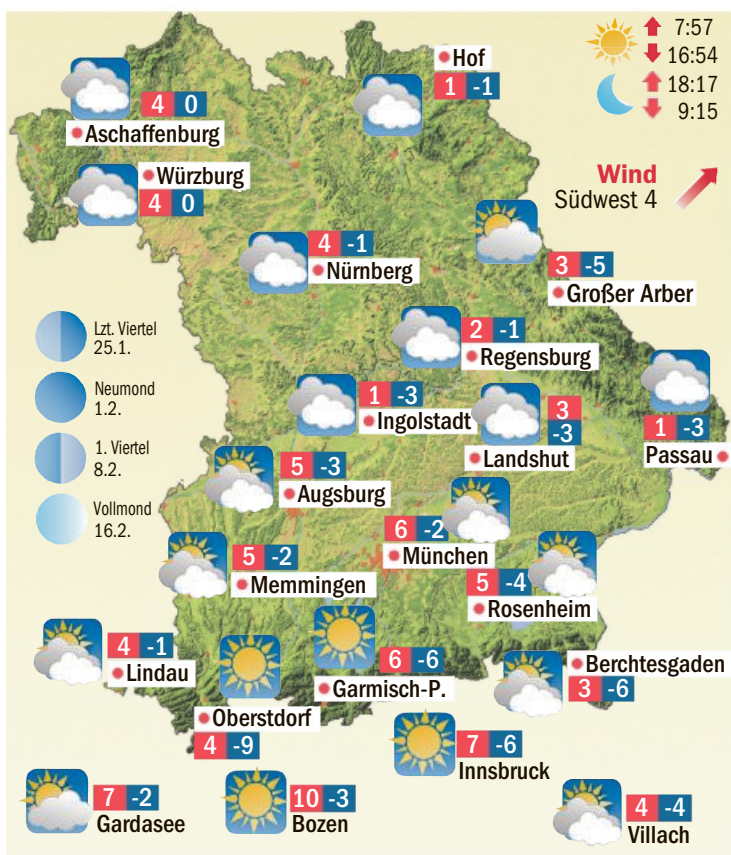 7:57
16:54
18:17
9:15
Hof
1 -1
4 0
Aschaffenburg
Würzburg
4 0
Wind
Südwest 4
4 -1
Nürnberg
3 -5
Großer Arber
Lzt. Viertel
25.1.
Neumond
1.2.
1. Viertel
8.2.
Vollmond
16.2.
2 -1
Regensburg
1 -3
Ingolstadt
3
-3
Landshut
1 -3
Passau
5 -3
Augsburg
6 -2
München
5 -2
Memmingen
5 -4
Rosenheim
4 -1
Lindau
6 -6
Garmisch-P.
Berchtesgaden
3 -6
Oberstdorf
4 -9
7 -6
Innsbruck
7 -2
Gardasee
10 -3
Bozen
4 -4
Villach